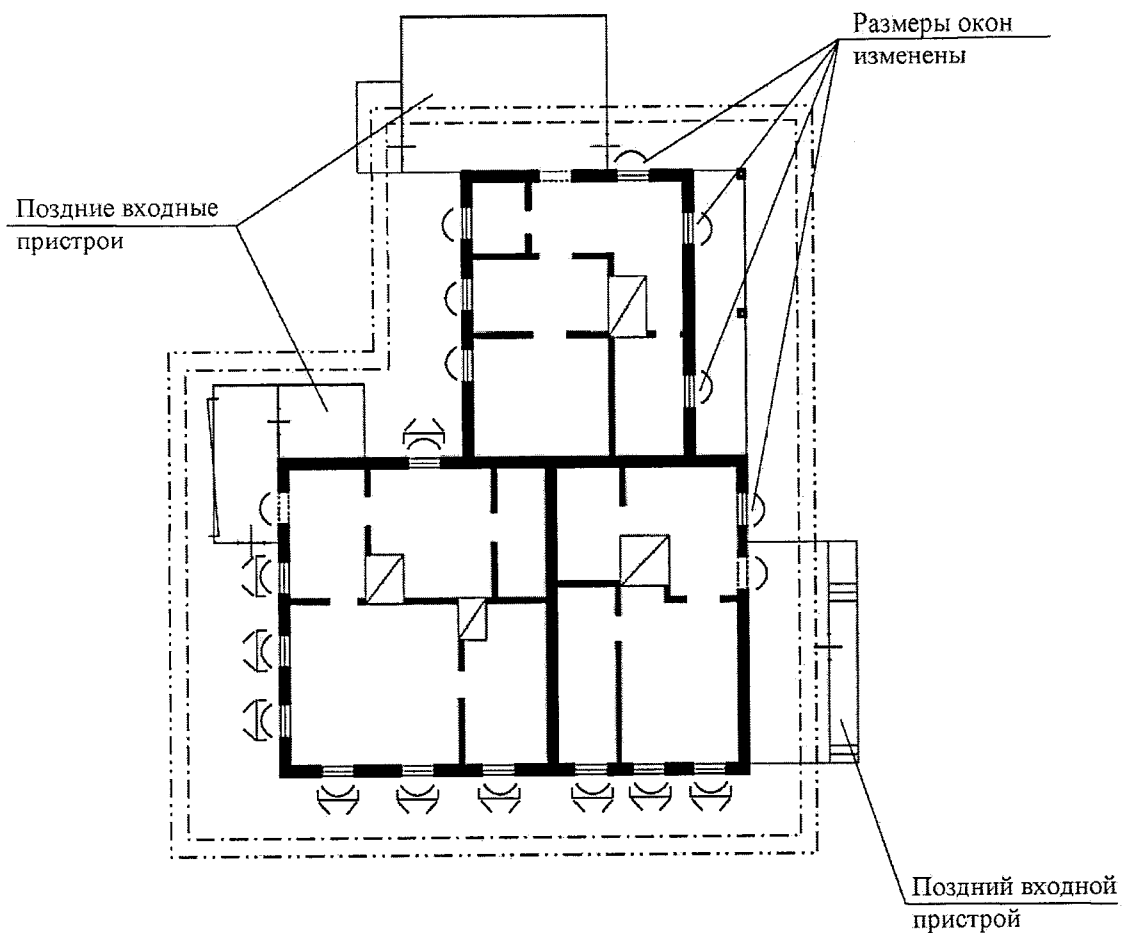 Размеры окон
изменены
Поздние входные
пристрои
Поздний входной
пристрой